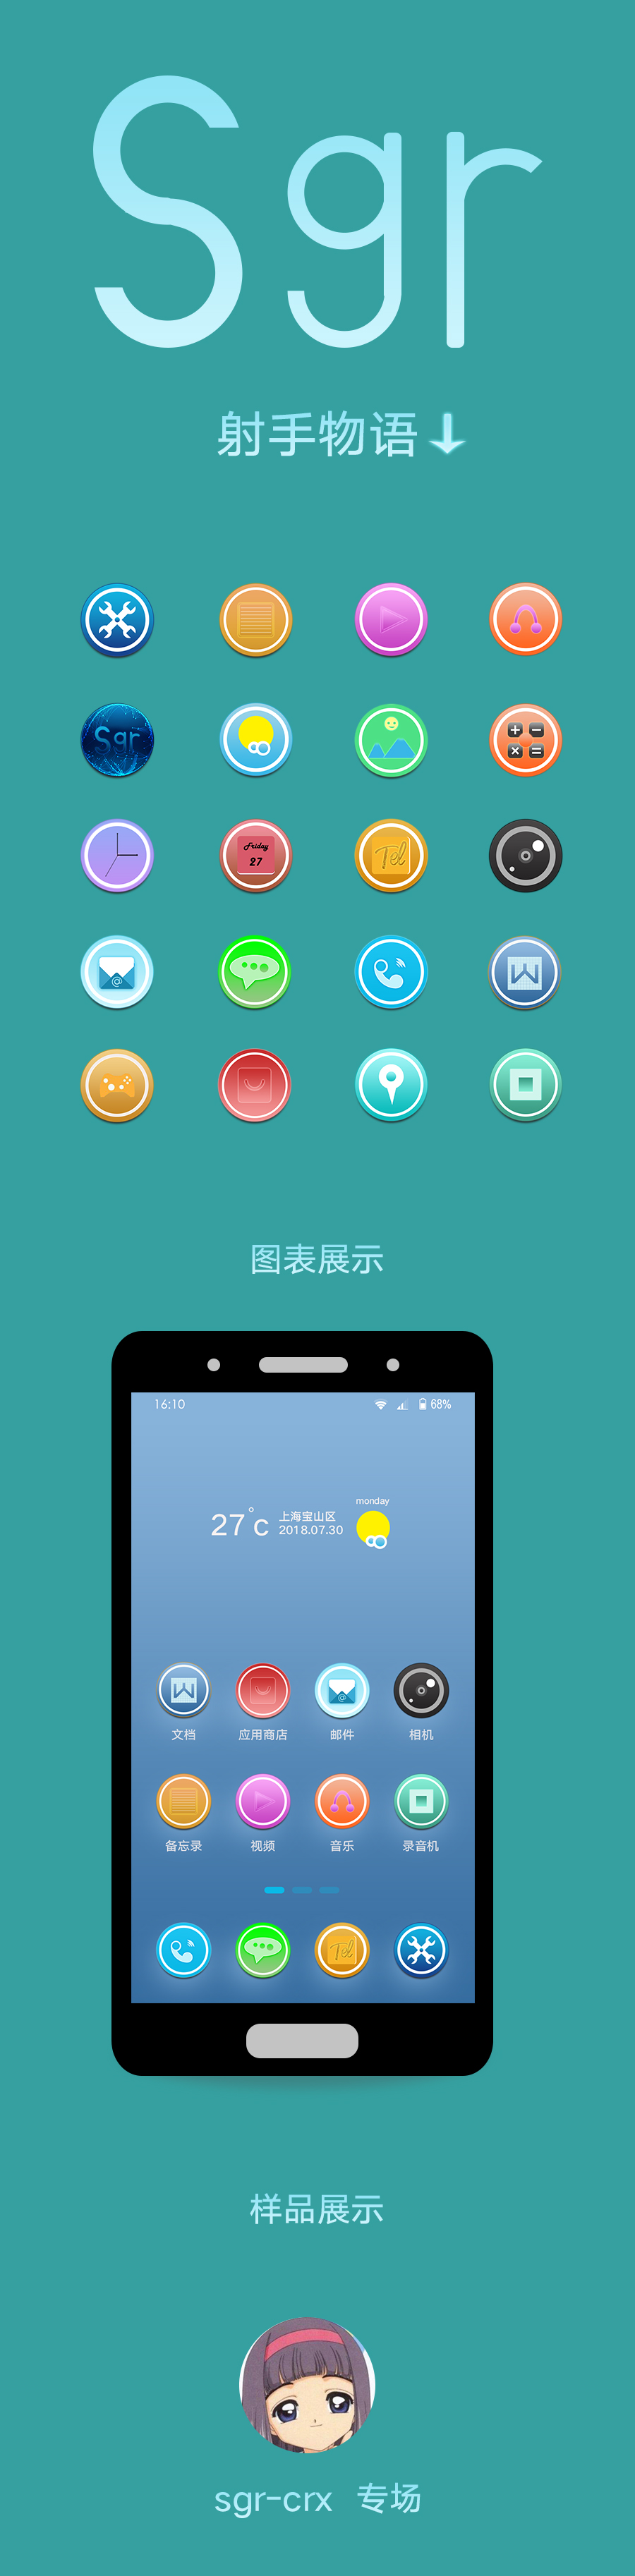 Sgr
射手物语
Sgr
Friday
27
Tel
@
W
图表展示
16:10 68%
monday
27°c 上海宝山区
2018.07.30
W @
文档 应用商店 邮件 相机
备忘录 视频 音乐 录音机
Tel
样品展示
sgr-crx 专场